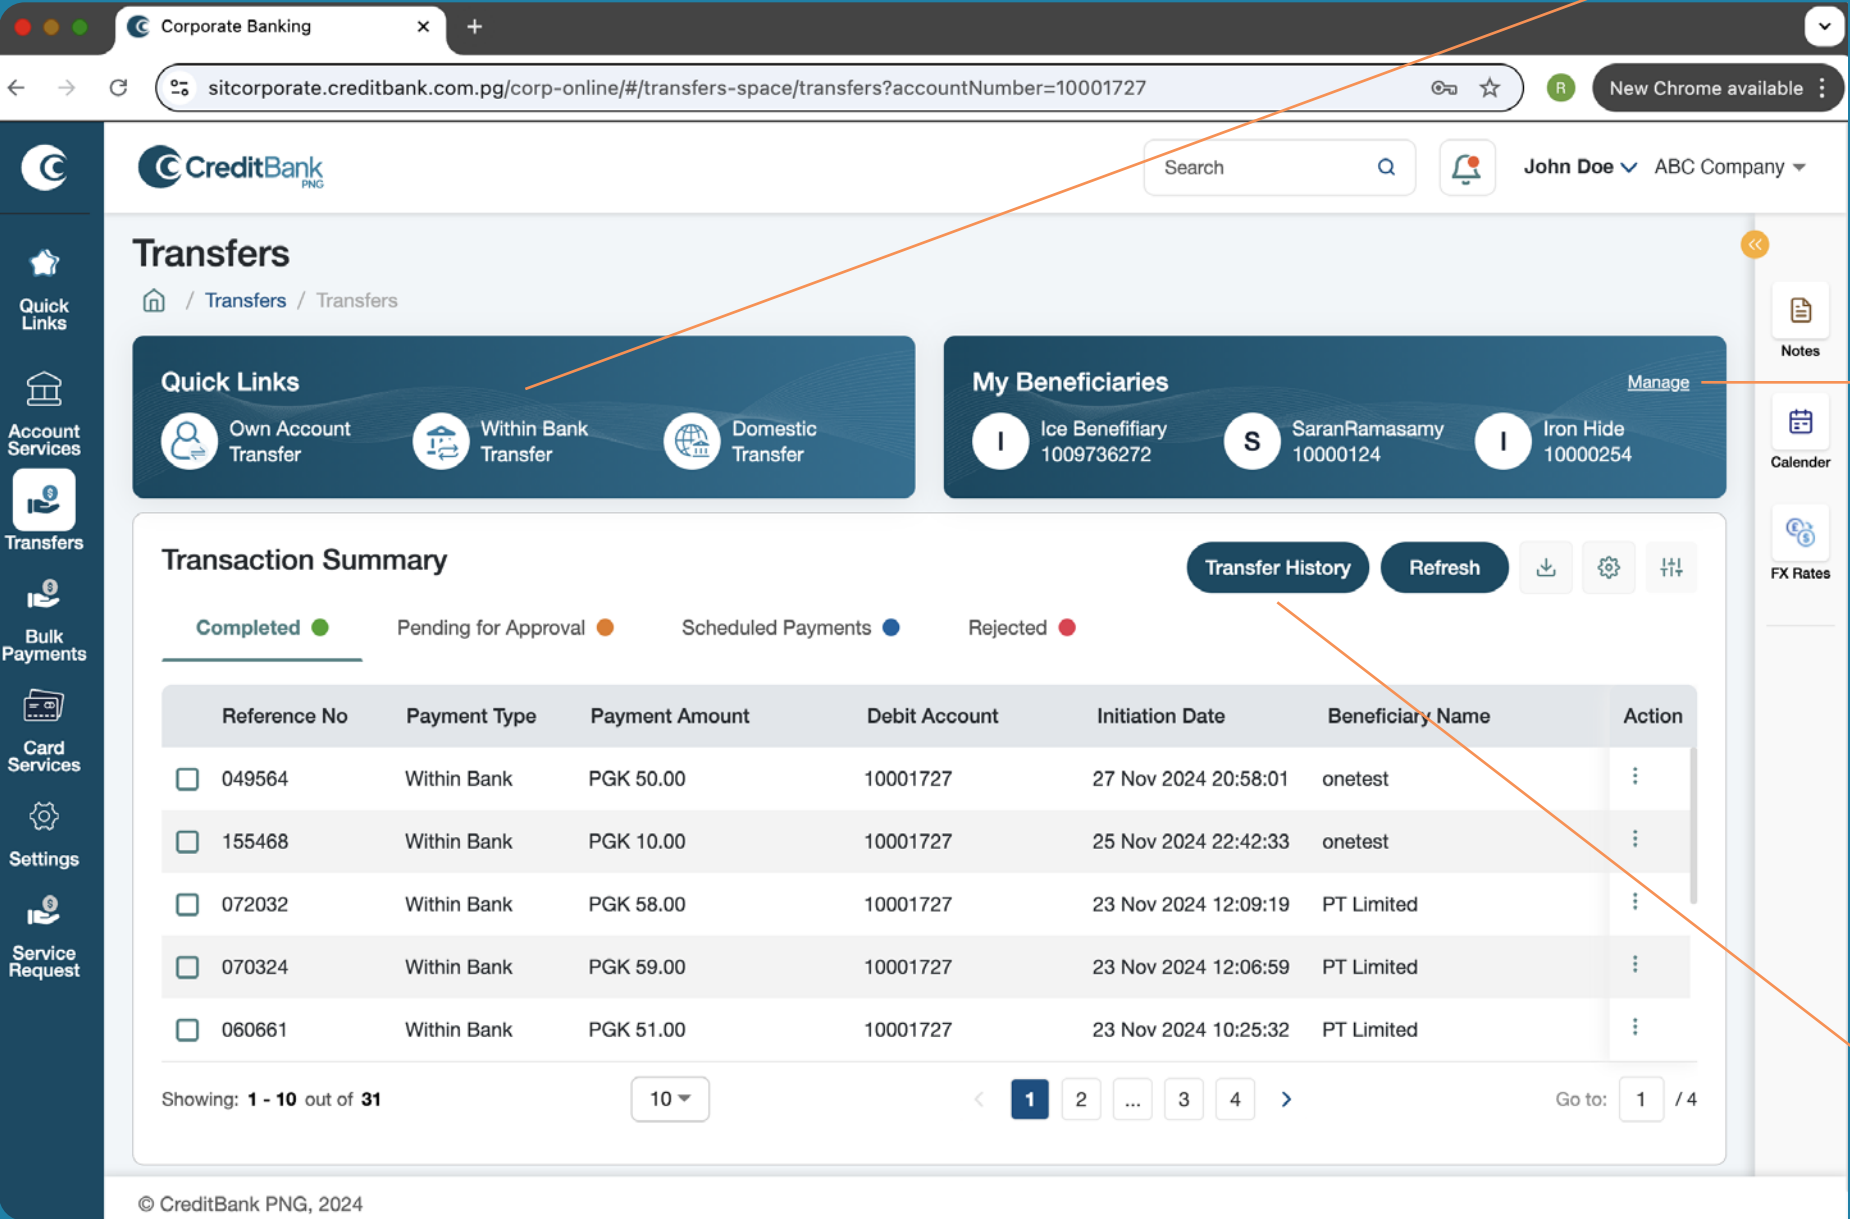 Corporate Banking
sitcorporate.creditbank.com.pg/corp-online/#/transfers-space/transfers?accountNumber=10001727
R
New Chrome available
CreditBank
PNG
Search
John Doe
ABC Company
Quick
Links
Account
Services
Transfers
Bulk
Payments
Card
Services
Settings
Service
Request
Transfers
/ Transfers / Transfers
Quick Links
Own Account
Transfer
Within Bank
Transfer
Domestic
Transfer
My Beneficiaries
Manage
I
Ice Benefifiary
1009736272
S
SaranRamasamy
10000124
I
Iron Hide
10000254
Notes
Calender
FX Rates
Transaction Summary
Transfer History
Refresh
Completed
Pending for Approval
Scheduled Payments
Rejected
Reference No Payment Type Payment Amount Debit Account Initiation Date Beneficiary Name Action
049564 Within Bank PGK 50.00 10001727 27 Nov 2024 20:58:01 onetest
155468 Within Bank PGK 10.00 10001727 25 Nov 2024 22:42:33 onetest
072032 Within Bank PGK 58.00 10001727 23 Nov 2024 12:09:19 PT Limited
070324 Within Bank PGK 59.00 10001727 23 Nov 2024 12:06:59 PT Limited
060661 Within Bank PGK 51.00 10001727 23 Nov 2024 10:25:32 PT Limited
Showing: 1 - 10 out of 31
10
1 2 ... 3 4
Go to: 1 / 4
© CreditBank PNG, 2024